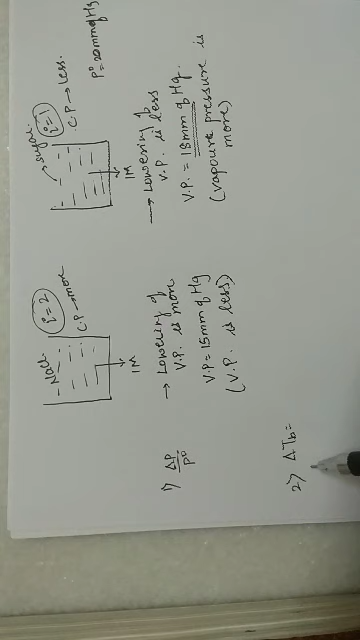 NaCl
i=2
C.P→more
1M
→ Lowering of
V.P. is more
V.P=15mm of Hg
(V.P. is less)
sugar
i=1
C.P→Less.
P°=20mm of Hg
1M
→ Lowering of
V.P. is less
V.P.=18mm of Hg.
(vapoure pressure is
more)
1) ΔP/P°
2) ΔTb=